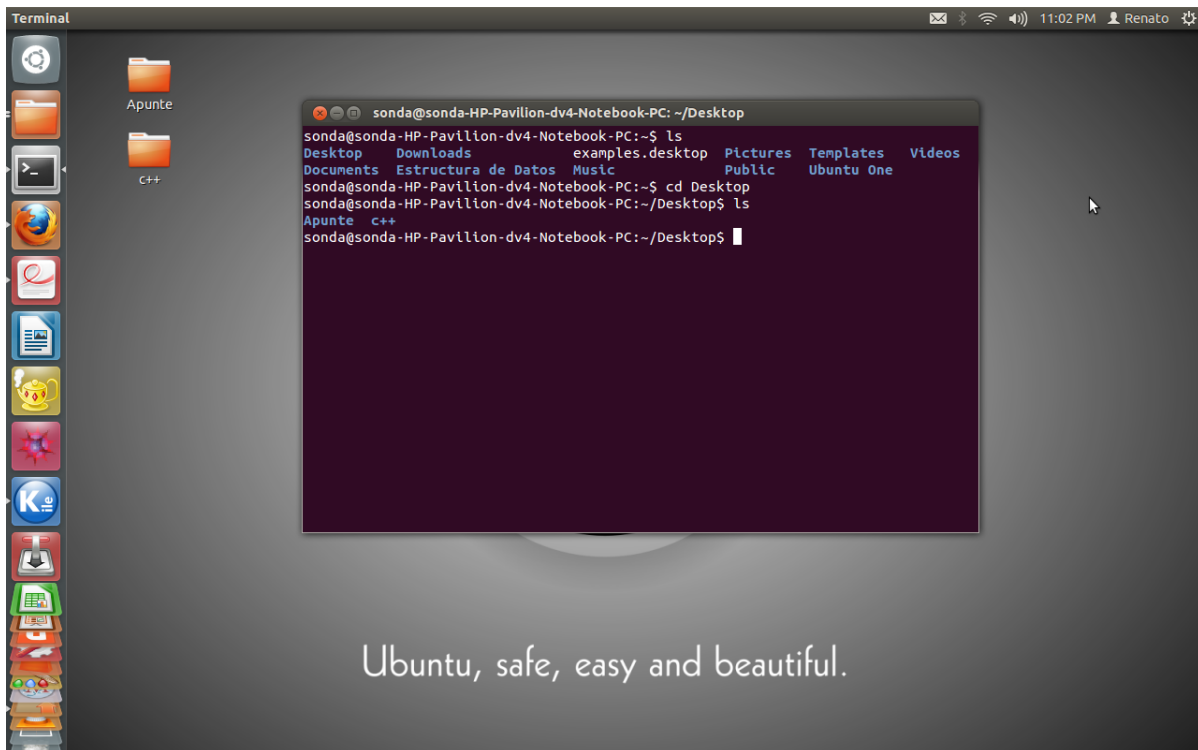 Terminal
11:02 PM Renato
Apunte
c++
sonda@sonda-HP-Pavilion-dv4-Notebook-PC: ~/Desktop
sonda@sonda-HP-Pavilion-dv4-Notebook-PC:~$ ls
Desktop Downloads examples.desktop Pictures Templates Videos
Documents Estructura de Datos Music Public Ubuntu One
sonda@sonda-HP-Pavilion-dv4-Notebook-PC:~$ cd Desktop
sonda@sonda-HP-Pavilion-dv4-Notebook-PC:~/Desktop$ ls
Apunte c++
sonda@sonda-HP-Pavilion-dv4-Notebook-PC:~/Desktop$
>_
Kile
Ubuntu, safe, easy and beautiful.